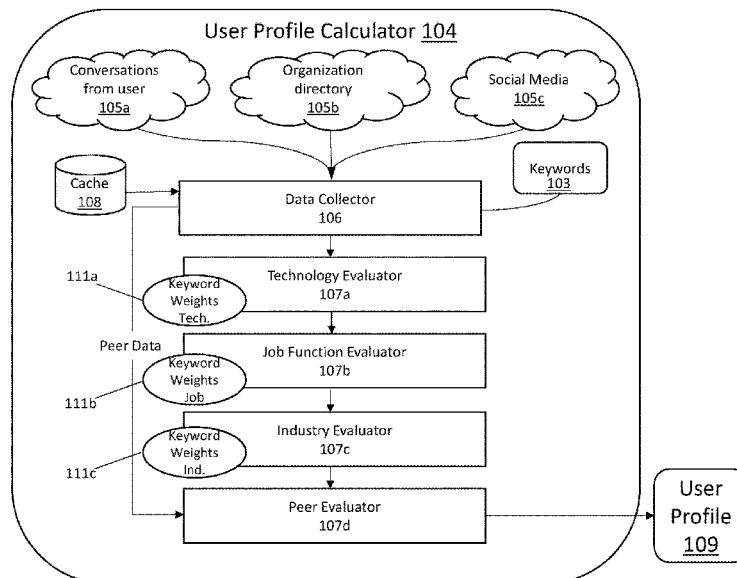 User Profile Calculator 104
Conversations
from user
105a
Organization
directory
105b
Social Media
105c
Cache
108
Keywords
103
Data Collector
106
111a
Technology Evaluator
107a
Keyword
Weights
Tech.
Peer Data
Job Function Evaluator
107b
Keyword
Weights
Job
111b
Industry Evaluator
107c
Keyword
Weights
Ind.
111c
Peer Evaluator
107d
User
Profile
109